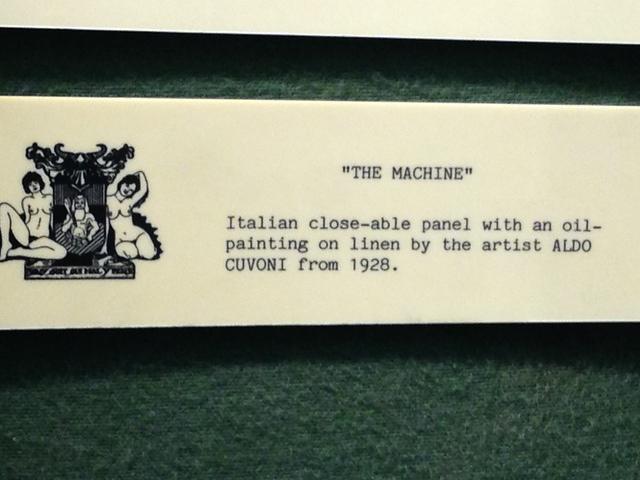 "THE MACHINE"
Italian close-able panel with an oil-
painting on linen by the artist ALDO
CUVONI from 1928.